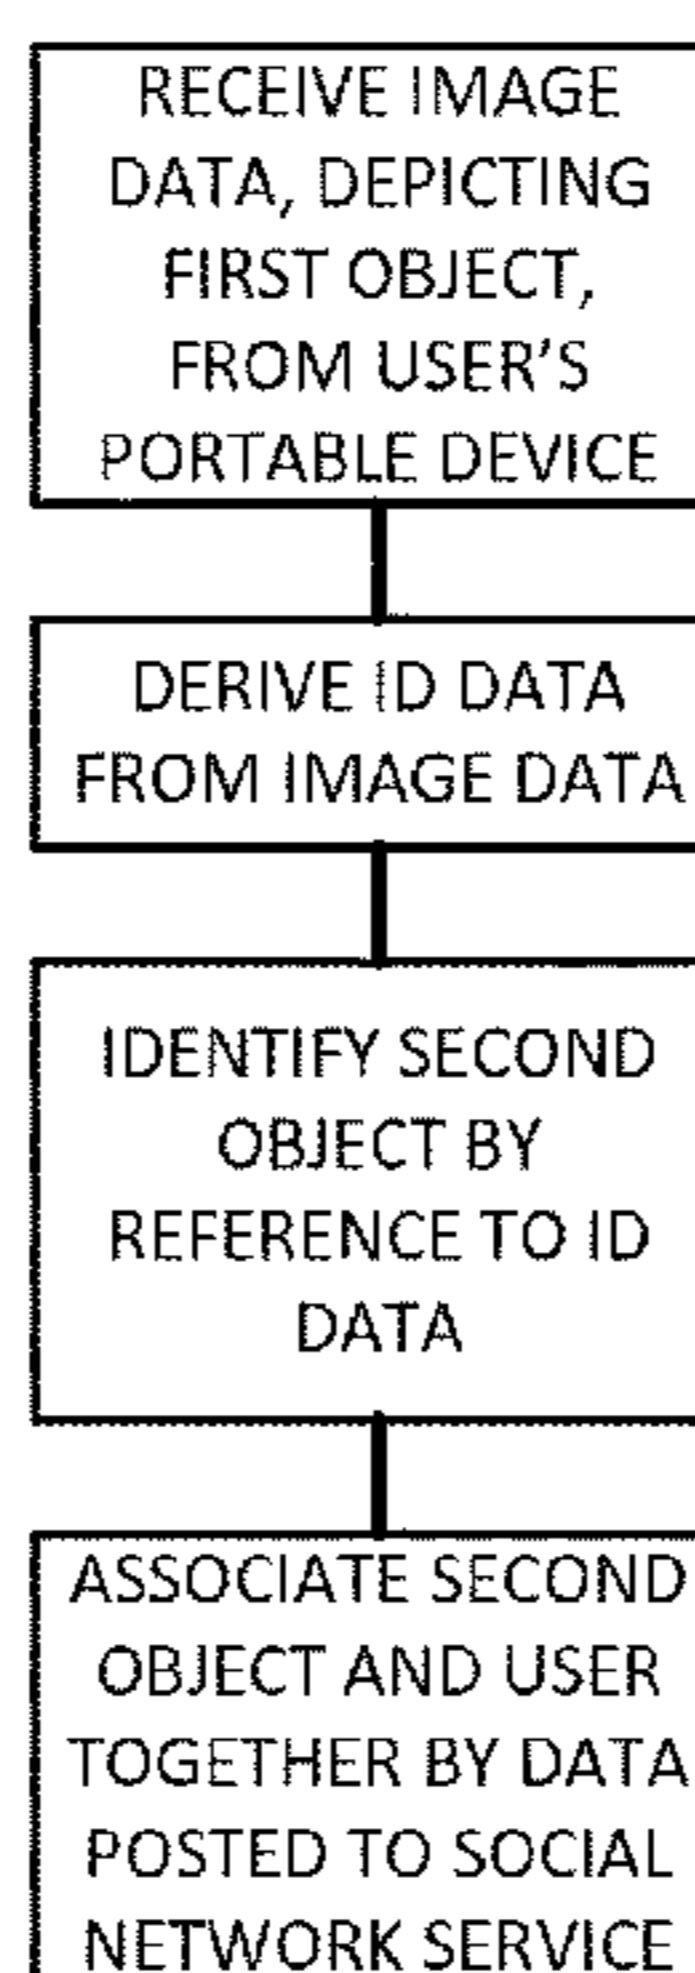 RECEIVE IMAGE
DATA, DEPICTING
FIRST OBJECT,
FROM USER'S
PORTABLE DEVICE
DERIVE ID DATA
FROM IMAGE DATA
IDENTIFY SECOND
OBJECT BY
REFERENCE TO ID
DATA
ASSOCIATE SECOND
OBJECT AND USER
TOGETHER BY DATA
POSTED TO SOCIAL
NETWORK SERVICE